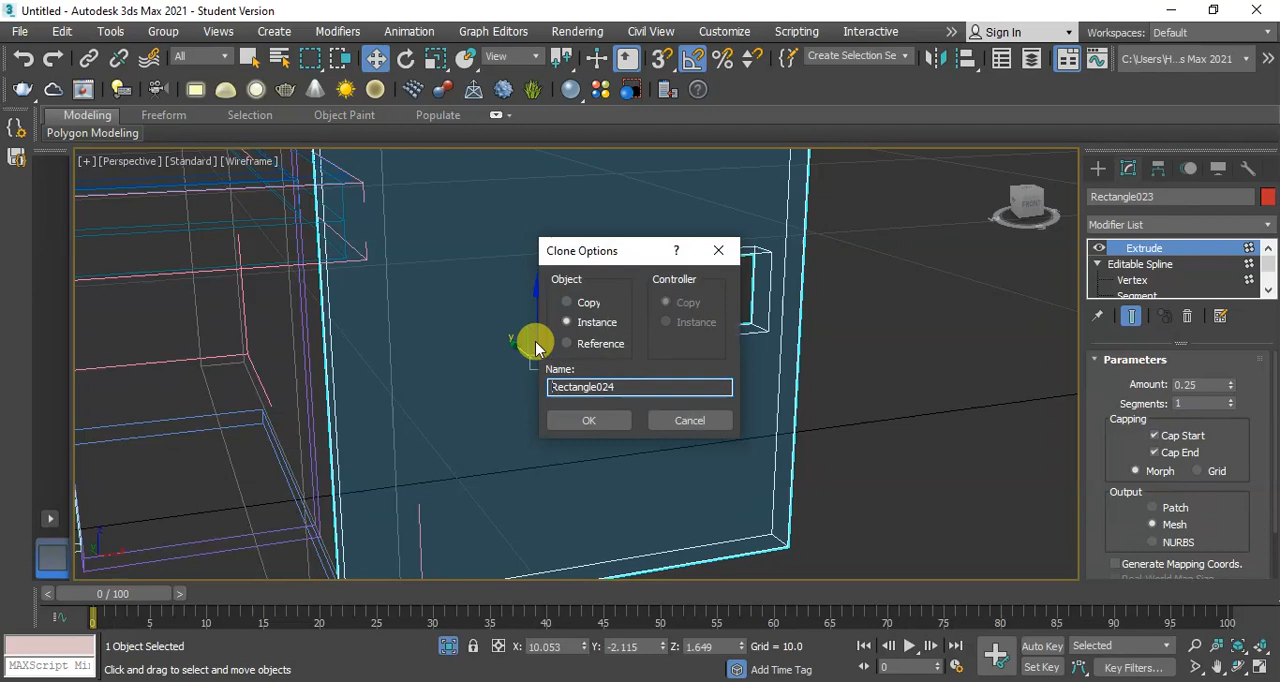 Untitled - Autodesk 3ds Max 2021 - Student Version
File Edit Tools Group Views Create Modifiers Animation Graph Editors Rendering Civil View Customize Scripting Interactive Sign In Workspaces: Default
All View Create Selection Se C:\Users\H...s Max 2021
Modeling Freeform Selection Object Paint Populate
Polygon Modeling
[+] [Perspective] [Standard] [Wireframe]
FRONT
Rectangle023
Modifier List
Extrude
Editable Spline
Vertex
Segment
Clone Options ?
Object Controller
Copy Copy
Instance Instance
Reference
Name:
Rectangle024
OK Cancel
Parameters
Amount: 0.25
Segments: 1
Capping
Cap Start
Cap End
Morph Grid
Output
Patch
Mesh
NURBS
Generate Mapping Coords.
Real-World Map Size
< 0 / 100 >
0 5 10 15 20 25 30 35 40 45 50 55 60 65 70 75 80 85 90 95 100
1 Object Selected X: 10.053 Y: -2.115 Z: 1.649 Grid = 10.0 Auto Key Selected
MAXScript Mi Click and drag to select and move objects Add Time Tag 0 Set Key Key Filters...